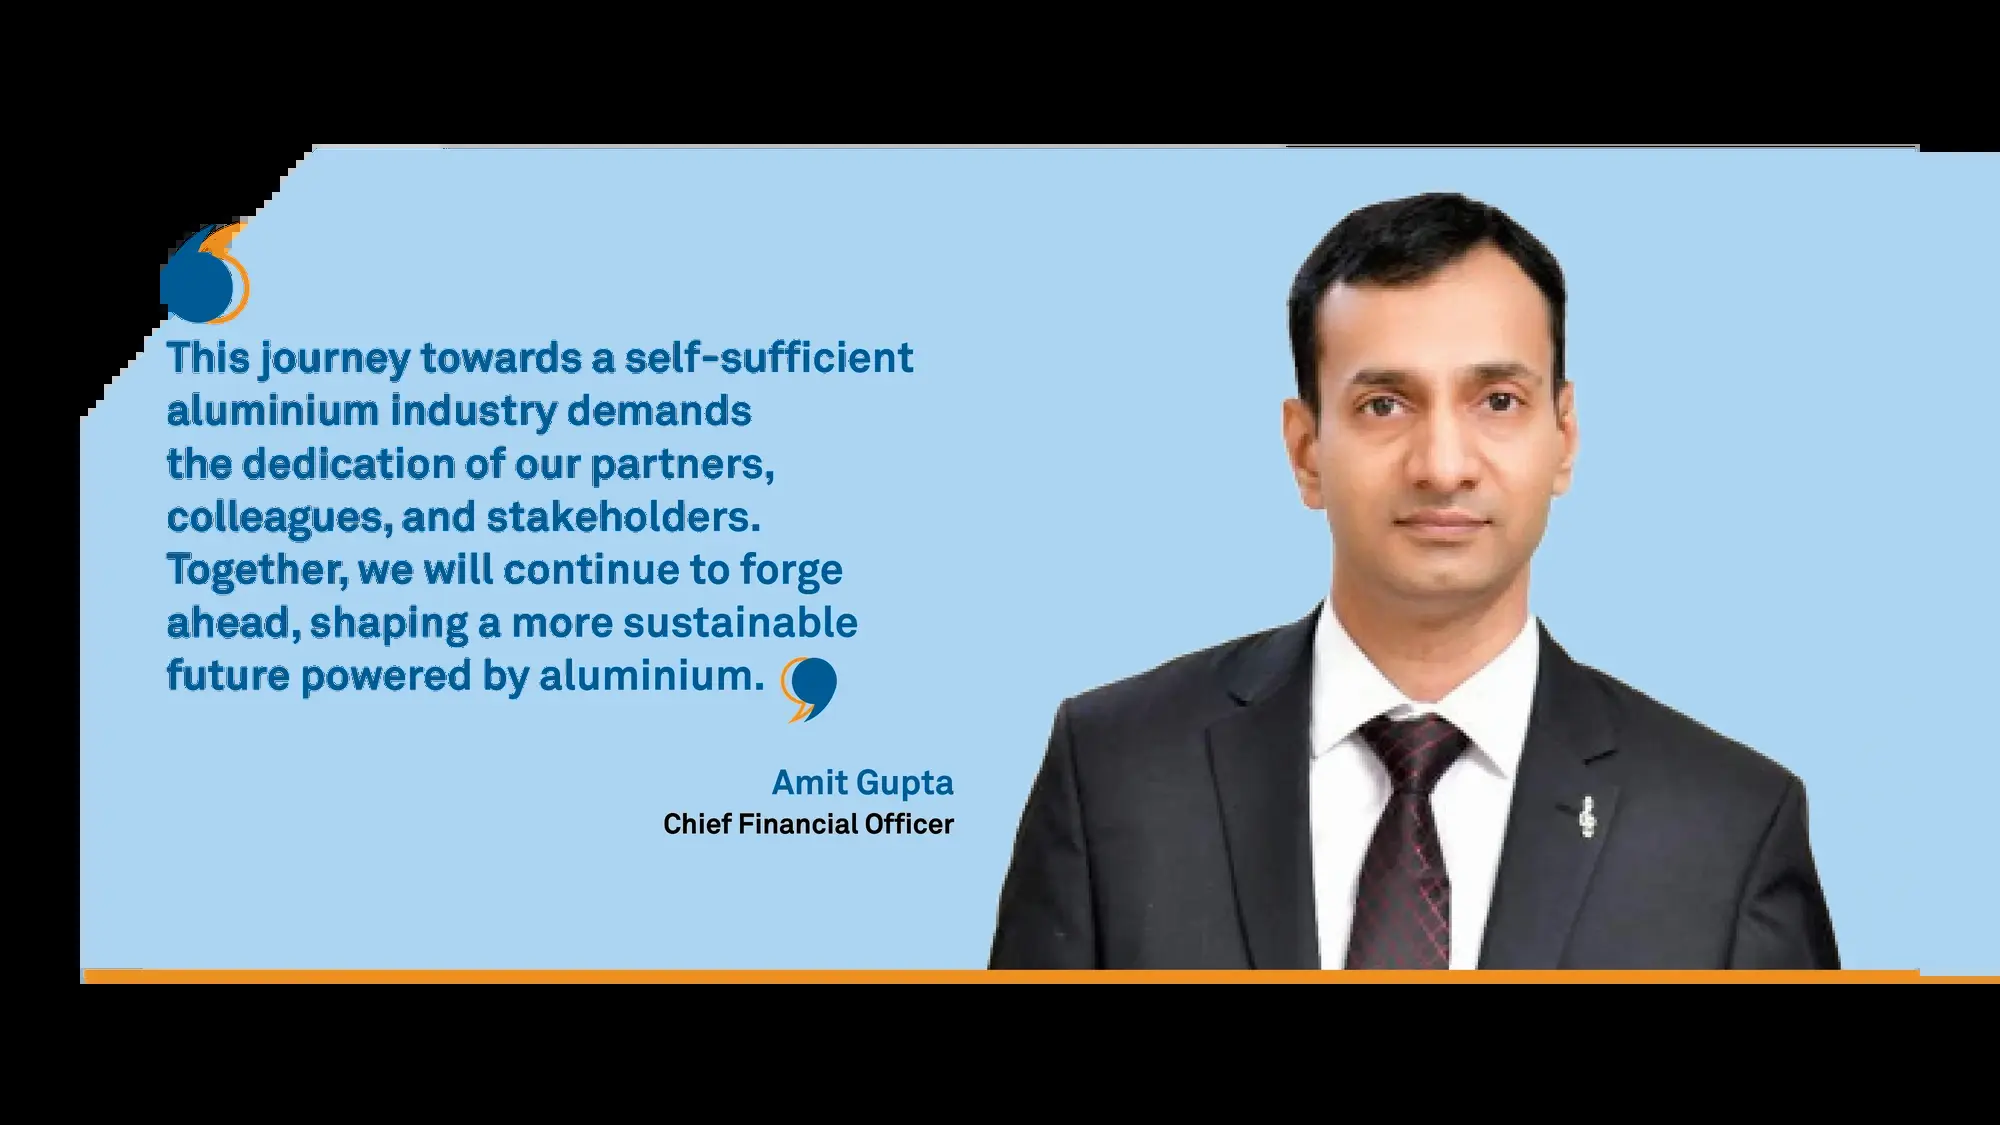 This journey towards a self-sufficient
aluminium industry demands
the dedication of our partners,
colleagues, and stakeholders.
Together, we will continue to forge
ahead, shaping a more sustainable
future powered by aluminium.
Amit Gupta
Chief Financial Officer